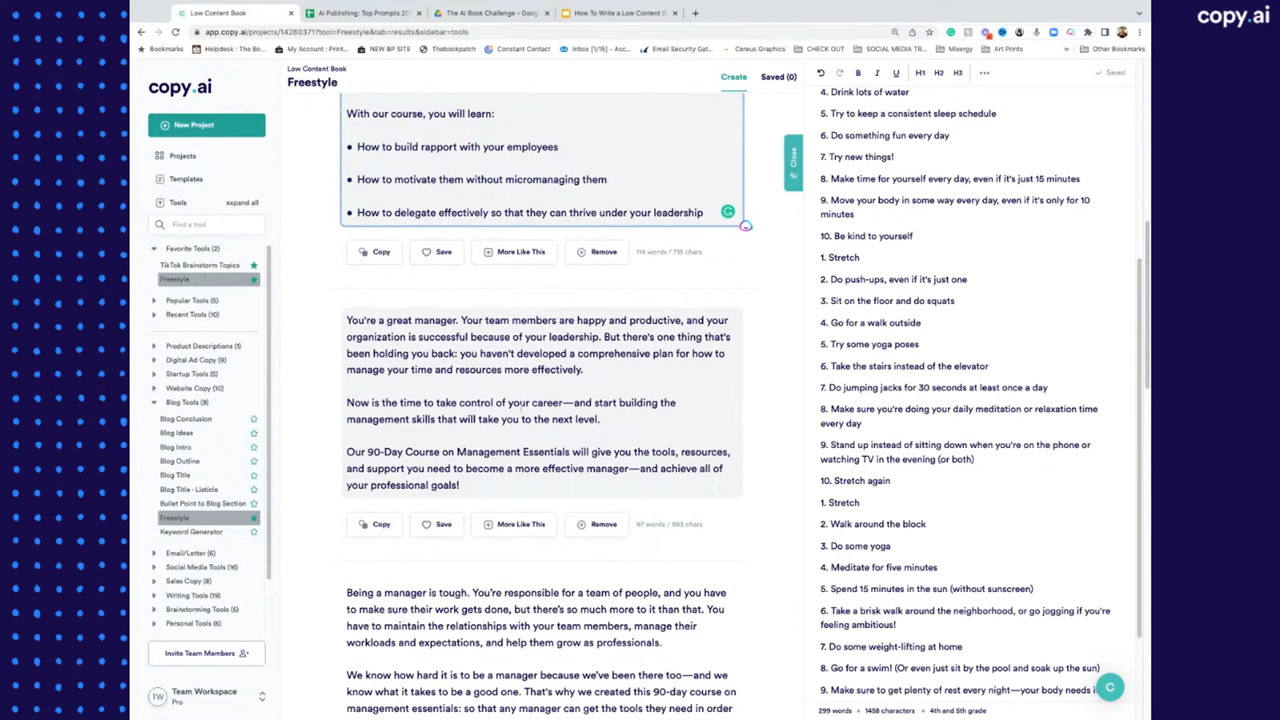 copy.ai
Low Content Book
AI Publishing: Top Prompts 20
The Ai Book Challenge - Goog
How To Write a Low Content B
app.copy.ai/projects/14280371?tool=Freestyle&tab=results&sidebar=tools
Bookmarks
Helpdesk - The Bo...
My Account - Print...
NEW BP SITE
Thebookpatch
Constant Contact
Inbox [1/15] - Acy...
Email Security Gat...
Cereus Graphics
CHECK OUT
SOCIAL MEDIA TR...
Mixergy
Art Prints
Other Bookmarks
copy.ai
New Project
Projects
Templates
Tools
expand all
Find a tool
Favorite Tools (2)
TikTok Brainstorm Topics
Freestyle
Popular Tools (5)
Recent Tools (10)
Product Descriptions (1)
Digital Ad Copy (9)
Startup Tools (5)
Website Copy (10)
Blog Tools (9)
Blog Conclusion
Blog Ideas
Blog Intro
Blog Outline
Blog Title
Blog Title - Listicle
Bullet Point to Blog Section
Freestyle
Keyword Generator
Email/Letter (6)
Social Media Tools (16)
Sales Copy (8)
Writing Tools (19)
Brainstorming Tools (5)
Personal Tools (6)
Invite Team Members
TW
Team Workspace
Pro
Low Content Book
Freestyle
Create
Saved (0)
With our course, you will learn:
● How to build rapport with your employees
● How to motivate them without micromanaging them
● How to delegate effectively so that they can thrive under your leadership
Copy
Save
More Like This
Remove
114 words / 715 chars
You're a great manager. Your team members are happy and productive, and your
organization is successful because of your leadership. But there's one thing that's
been holding you back: you haven't developed a comprehensive plan for how to
manage your time and resources more effectively.
Now is the time to take control of your career—and start building the
management skills that will take you to the next level.
Our 90-Day Course on Management Essentials will give you the tools, resources,
and support you need to become a more effective manager—and achieve all of
your professional goals!
Copy
Save
More Like This
Remove
97 words / 693 chars
Being a manager is tough. You're responsible for a team of people, and you have
to make sure their work gets done, but there's so much more to it than that. You
have to maintain the relationships with your team members, manage their
workloads and expectations, and help them grow as professionals.
We know how hard it is to be a manager because we've been there too—and we
know what it takes to be a good one. That's why we created this 90-day course on
management essentials: so that any manager can get the tools they need in order
Close
B
I
U
H1
H2
H3
Saved
4. Drink lots of water
5. Try to keep a consistent sleep schedule
6. Do something fun every day
7. Try new things!
8. Make time for yourself every day, even if it's just 15 minutes
9. Move your body in some way every day, even if it's only for 10
minutes
10. Be kind to yourself
1. Stretch
2. Do push-ups, even if it's just one
3. Sit on the floor and do squats
4. Go for a walk outside
5. Try some yoga poses
6. Take the stairs instead of the elevator
7. Do jumping jacks for 30 seconds at least once a day
8. Make sure you're doing your daily meditation or relaxation time
every day
9. Stand up instead of sitting down when you're on the phone or
watching TV in the evening (or both)
10. Stretch again
1. Stretch
2. Walk around the block
3. Do some yoga
4. Meditate for five minutes
5. Spend 15 minutes in the sun (without sunscreen)
6. Take a brisk walk around the neighborhood, or go jogging if you're
feeling ambitious!
7. Do some weight-lifting at home
8. Go for a swim! (Or even just sit by the pool and soak up the sun)
9. Make sure to get plenty of rest every night—your body needs i
299 words ● 1458 characters ● 4th and 5th grade